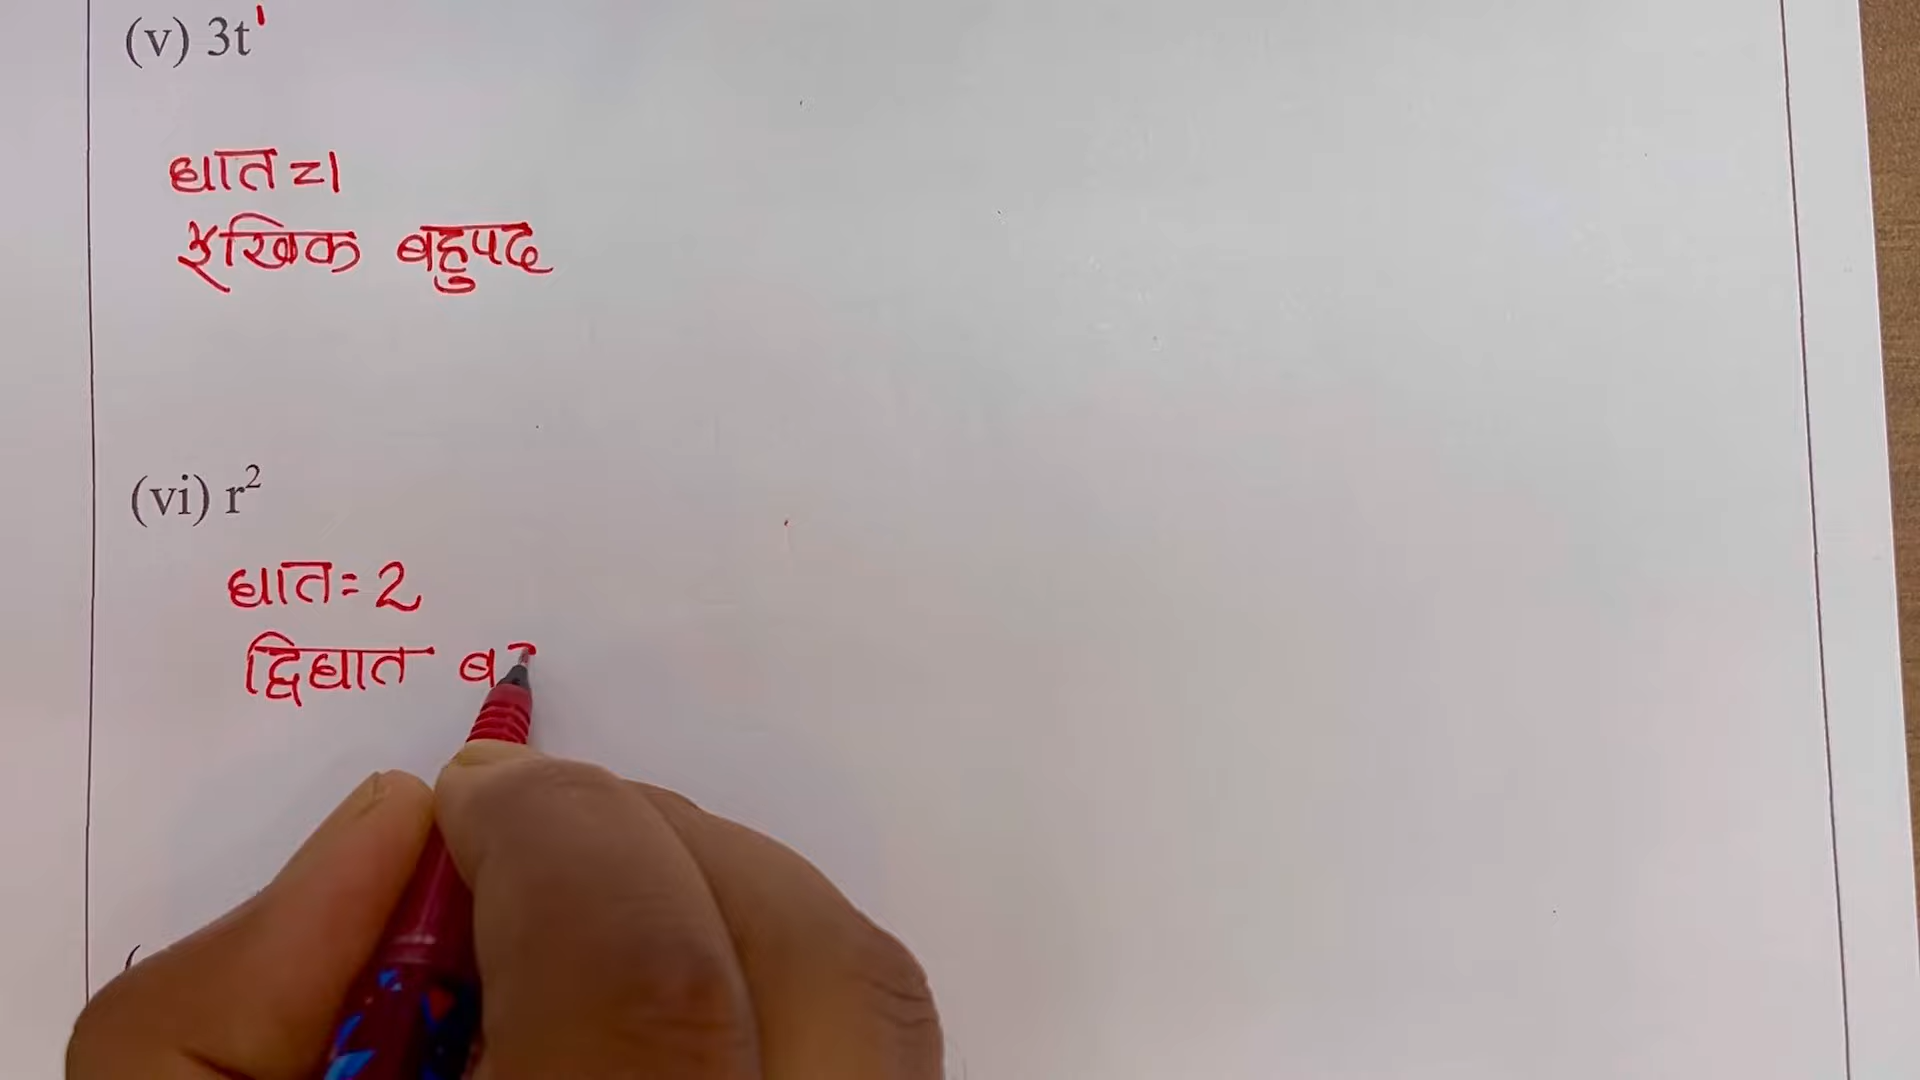 (v) 3t¹
घात = 1
रैखिक बहुपद
(vi) r²
घात = 2
द्विघात